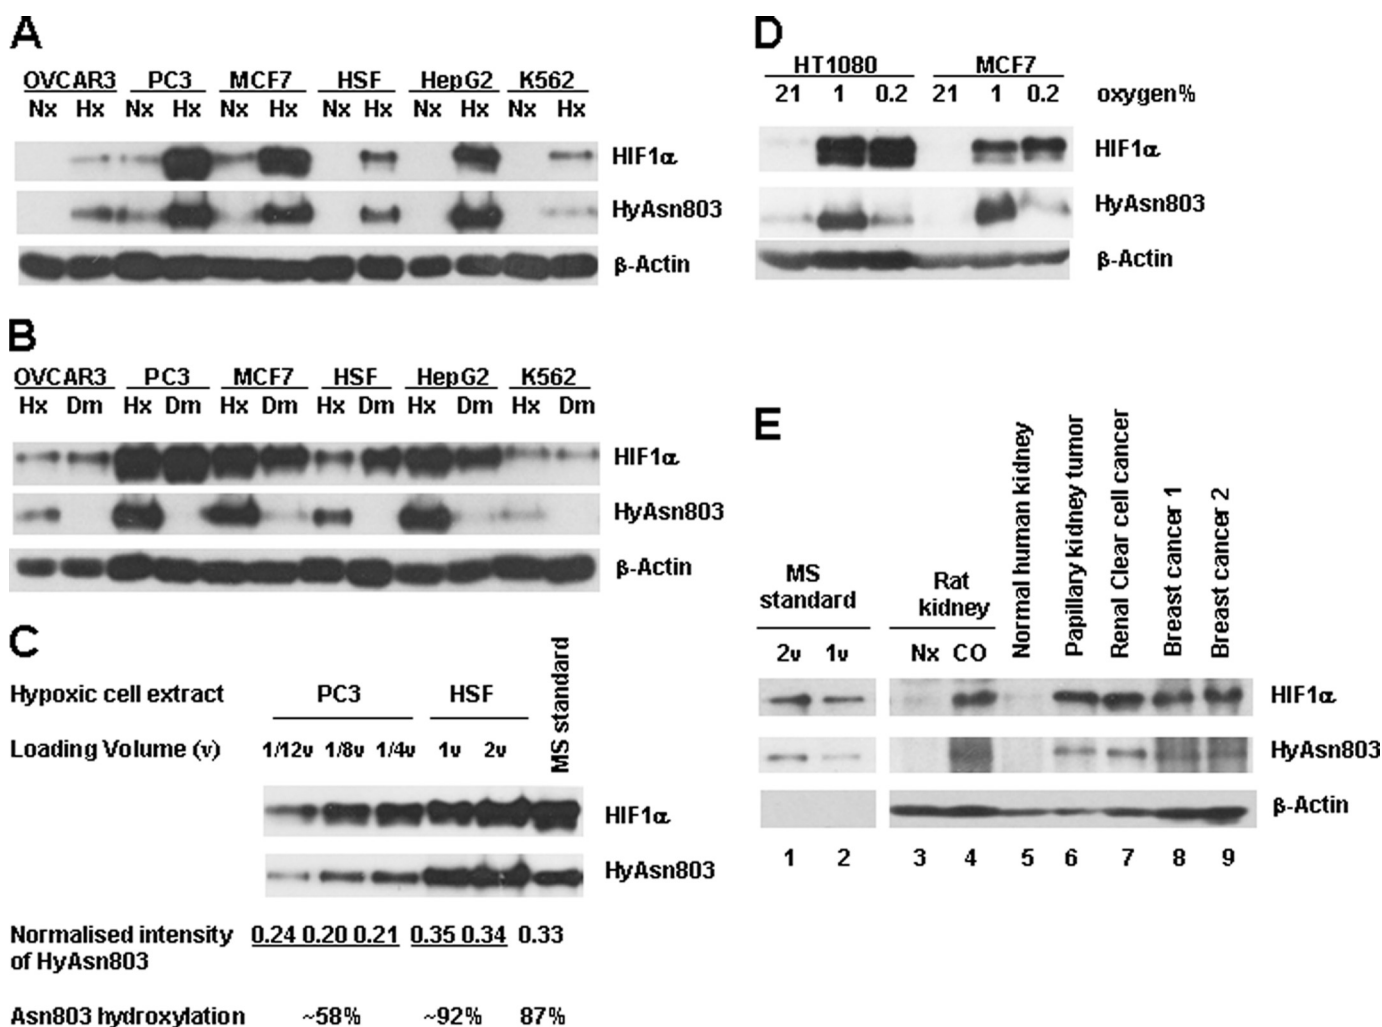 A
OVCAR3 PC3 MCF7 HSF HepG2 K562
Nx Hx Nx Hx Nx Hx Nx Hx Nx Hx Nx Hx
HIF1α
HyAsn803
β-Actin
B
OVCAR3 PC3 MCF7 HSF HepG2 K562
Hx Dm Hx Dm Hx Dm Hx Dm Hx Dm Hx Dm
HIF1α
HyAsn803
β-Actin
C
Hypoxic cell extract PC3 HSF MS standard
Loading Volume (v) 1/12v 1/8v 1/4v 1v 2v
HIF1α
HyAsn803
Normalised intensity 0.24 0.20 0.21 0.35 0.34 0.33
of HyAsn803
Asn803 hydroxylation ~58% ~92% 87%
D
HT1080 MCF7
21 1 0.2 21 1 0.2 oxygen%
HIF1α
HyAsn803
β-Actin
E
MS
standard
Rat
kidney
Normal human kidney
Papillary kidney tumor
Renal Clear cell cancer
Breast cancer 1
Breast cancer 2
2v 1v Nx CO
HIF1α
HyAsn803
β-Actin
1 2 3 4 5 6 7 8 9